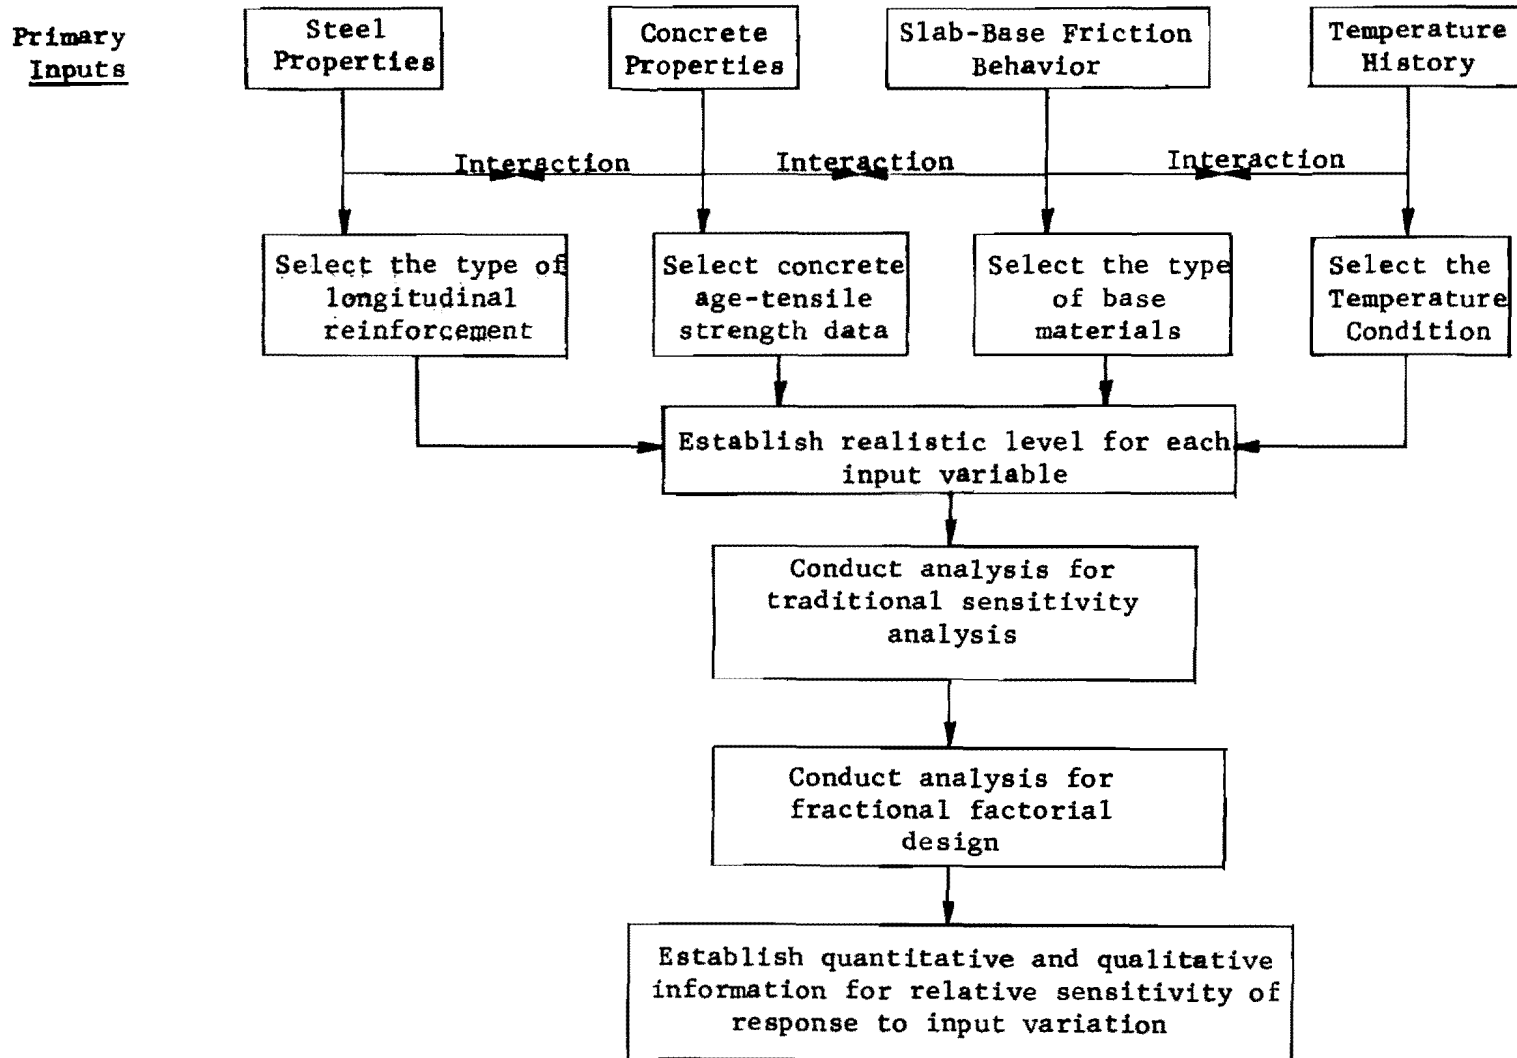 Primary
Inputs
Steel
Properties
Concrete
Properties
Slab-Base Friction
Behavior
Temperature
History
Interaction
Interaction
Interaction
Select the type of
longitudinal
reinforcement
Select concrete
age-tensile
strength data
Select the type
of base
materials
Select the
Temperature
Condition
Establish realistic level for each
input variable
Conduct analysis for
traditional sensitivity
analysis
Conduct analysis for
fractional factorial
design
Establish quantitative and qualitative
information for relative sensitivity of
response to input variation